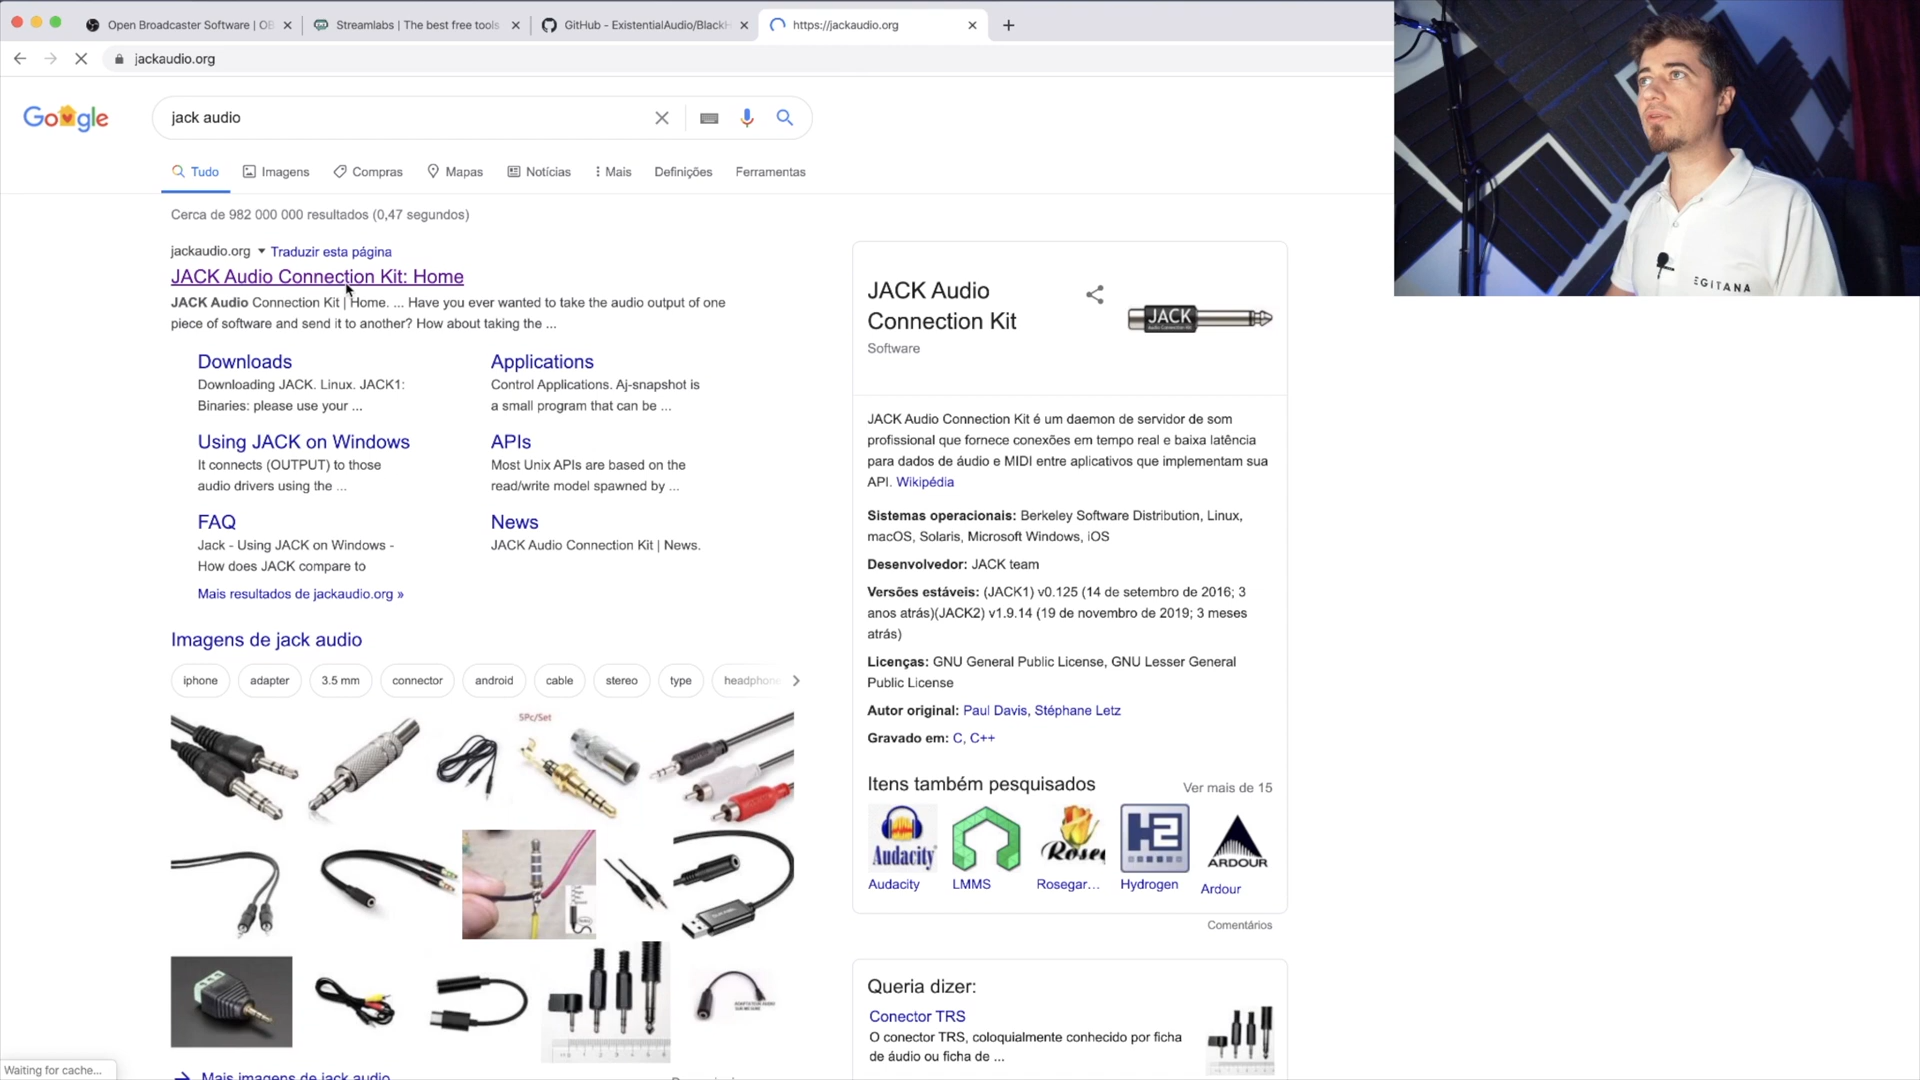 Open Broadcaster Software | OB
Streamlabs | The best free tools
GitHub - ExistentialAudio/BlackH
https://jackaudio.org
jackaudio.org
Google
jack audio
Tudo
Imagens
Compras
Mapas
Notícias
Mais
Definições
Ferramentas
Cerca de 982 000 000 resultados (0,47 segundos)
jackaudio.org
Traduzir esta página
JACK Audio Connection Kit: Home
JACK Audio Connection Kit | Home. ... Have you ever wanted to take the audio output of one
piece of software and send it to another? How about taking the ...
Downloads
Downloading JACK. Linux. JACK1:
Binaries: please use your ...
Applications
Control Applications. Aj-snapshot is
a small program that can be ...
Using JACK on Windows
It connects (OUTPUT) to those
audio drivers using the ...
APIs
Most Unix APIs are based on the
read/write model spawned by ...
FAQ
Jack - Using JACK on Windows -
How does JACK compare to
News
JACK Audio Connection Kit | News.
Mais resultados de jackaudio.org »
Imagens de jack audio
iphone
adapter
3.5 mm
connector
android
cable
stereo
type
headphone
5Pc/Set
Mais imagens de jack audio
Waiting for cache...
JACK Audio
Connection Kit
Software
JACK
JACK Audio Connection Kit é um daemon de servidor de som
profissional que fornece conexões em tempo real e baixa latência
para dados de áudio e MIDI entre aplicativos que implementam sua
API. Wikipédia
Sistemas operacionais: Berkeley Software Distribution, Linux,
macOS, Solaris, Microsoft Windows, iOS
Desenvolvedor: JACK team
Versões estáveis: (JACK1) v0.125 (14 de setembro de 2016; 3
anos atrás)(JACK2) v1.9.14 (19 de novembro de 2019; 3 meses
atrás)
Licenças: GNU General Public License, GNU Lesser General
Public License
Autor original: Paul Davis, Stéphane Letz
Gravado em: C, C++
Itens também pesquisados
Ver mais de 15
Audacity
Rose
H2
ARDOUR
Audacity
LMMS
Rosegar...
Hydrogen
Ardour
Comentários
Queria dizer:
Conector TRS
O conector TRS, coloquialmente conhecido por ficha
de áudio ou ficha de ...
EGITANA